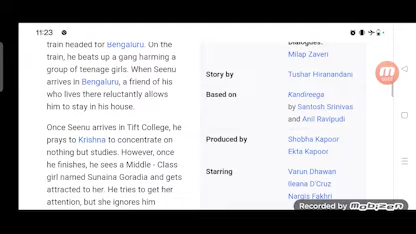 11:23
train headed for Bengaluru. On the
train, he beats up a gang harming a
group of teenage girls. When Seenu
arrives in Bengaluru, a friend of his
who lives there reluctantly allows
him to stay in his house.
Once Seenu arrives in Tift College, he
prays to Krishna to concentrate on
nothing but studies. However, once
he finishes, he sees a Middle - Class
girl named Sunaina Goradia and gets
attracted to her. He tries to get her
attention, but she ignores him
Dialogues:
Milap Zaveri
Story by Tushar Hiranandani
Based on Kandireega
by Santosh Srinivas
and Anil Ravipudi
Produced by Shobha Kapoor
Ekta Kapoor
Starring Varun Dhawan
Ileana D'Cruz
Nargis Fakhri
Recorded by Mobizen